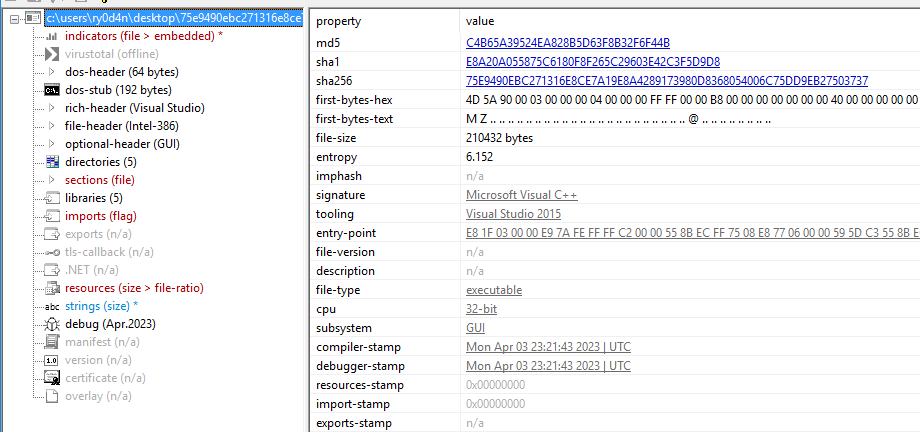 c:\users\ry0d4n\desktop\75e9490ebc271316e8ce
indicators (file > embedded) *
virustotal (offline)
dos-header (64 bytes)
dos-stub (192 bytes)
rich-header (Visual Studio)
file-header (Intel-386)
optional-header (GUI)
directories (5)
sections (file)
libraries (5)
imports (flag)
exports (n/a)
tls-callback (n/a)
.NET (n/a)
resources (size > file-ratio)
abc strings (size) *
debug (Apr.2023)
manifest (n/a)
1.0 version (n/a)
certificate (n/a)
overlay (n/a)
property value
md5 C4B65A39524EA828B5D63F8B32F6F44B
sha1 E8A20A055875C6180F8F265C29603E42C3F5D9D8
sha256 75E9490EBC271316E8CE7A19E8A4289173980D8368054006C75DD9EB27503737
first-bytes-hex 4D 5A 90 00 03 00 00 00 04 00 00 00 FF FF 00 00 B8 00 00 00 00 00 00 00 40 00 00 00 00 00
first-bytes-text M Z .. .. .. .. .. .. .. .. .. .. .. .. .. .. .. .. .. .. .. .. .. .. @ .. .. .. .. .. .. ..
file-size 210432 bytes
entropy 6.152
imphash n/a
signature Microsoft Visual C++
tooling Visual Studio 2015
entry-point E8 1F 03 00 00 E9 7A FE FF FF C2 00 00 55 8B EC FF 75 08 E8 77 06 00 00 59 5D C3 55 8B E
file-version n/a
description n/a
file-type executable
cpu 32-bit
subsystem GUI
compiler-stamp Mon Apr 03 23:21:43 2023 | UTC
debugger-stamp Mon Apr 03 23:21:43 2023 | UTC
resources-stamp 0x00000000
import-stamp 0x00000000
exports-stamp n/a